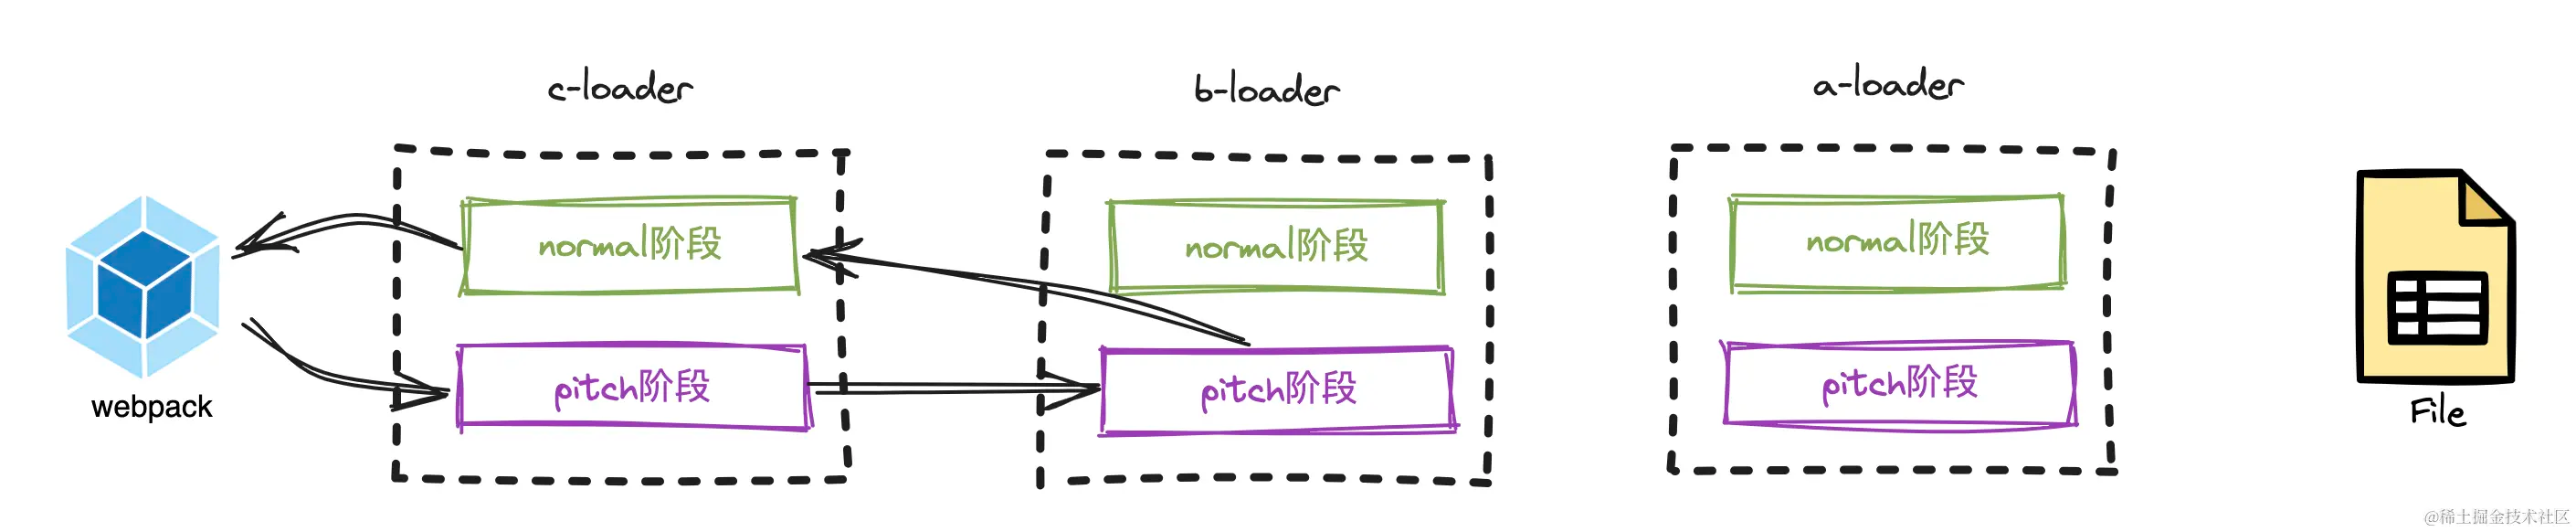 c-loader
b-loader
a-loader
normal阶段
normal阶段
normal阶段
pitch阶段
pitch阶段
pitch阶段
webpack
File
@稀土掘金技术社区